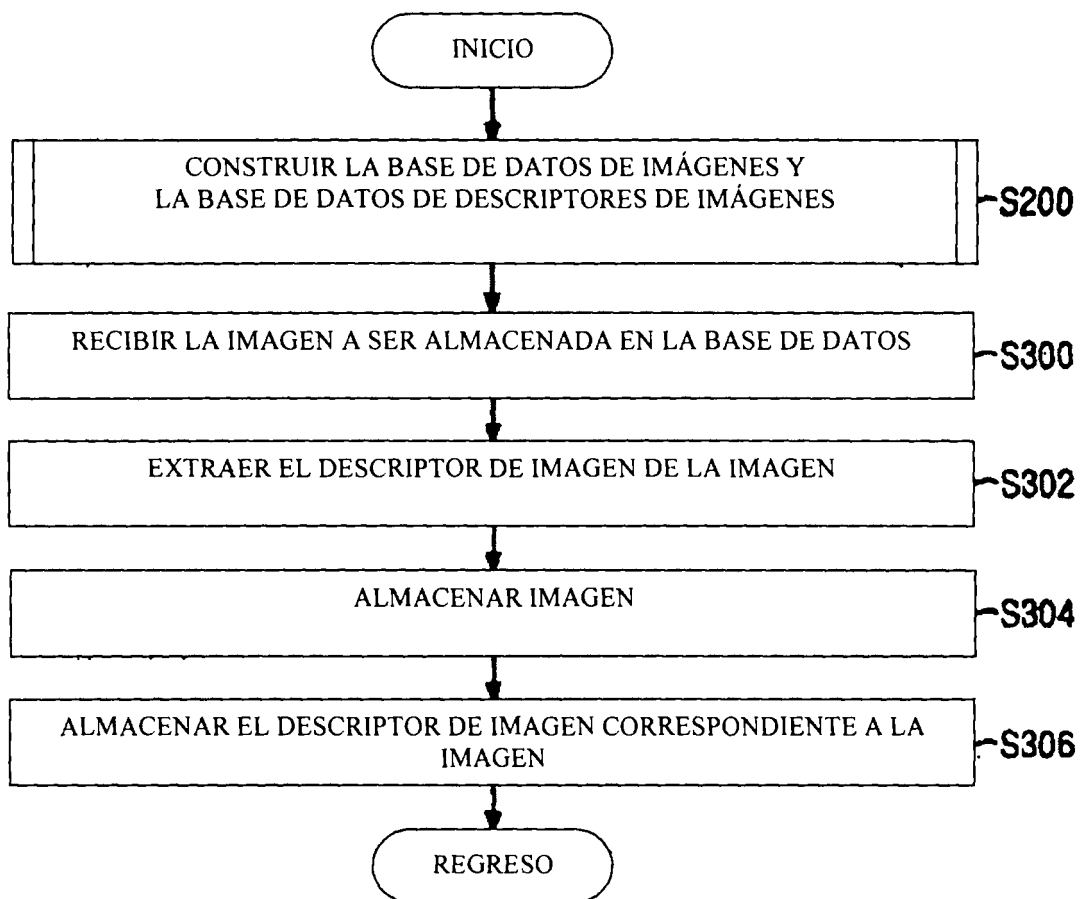 INICIO
CONSTRUIR LA BASE DE DATOS DE IMÁGENES Y
LA BASE DE DATOS DE DESCRIPTORES DE IMÁGENES
S200
RECIBIR LA IMAGEN A SER ALMACENADA EN LA BASE DE DATOS
S300
EXTRAER EL DESCRIPTOR DE IMAGEN DE LA IMAGEN
S302
ALMACENAR IMAGEN
S304
ALMACENAR EL DESCRIPTOR DE IMAGEN CORRESPONDIENTE A LA
IMAGEN
S306
REGRESO